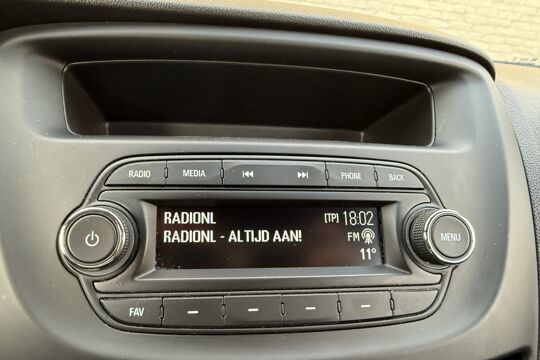 RADIO MEDIA PHONE BACK
RADIONL [TP] 18:02
RADIONL - ALTIJD AAN! FM
11°
MENU
FAV